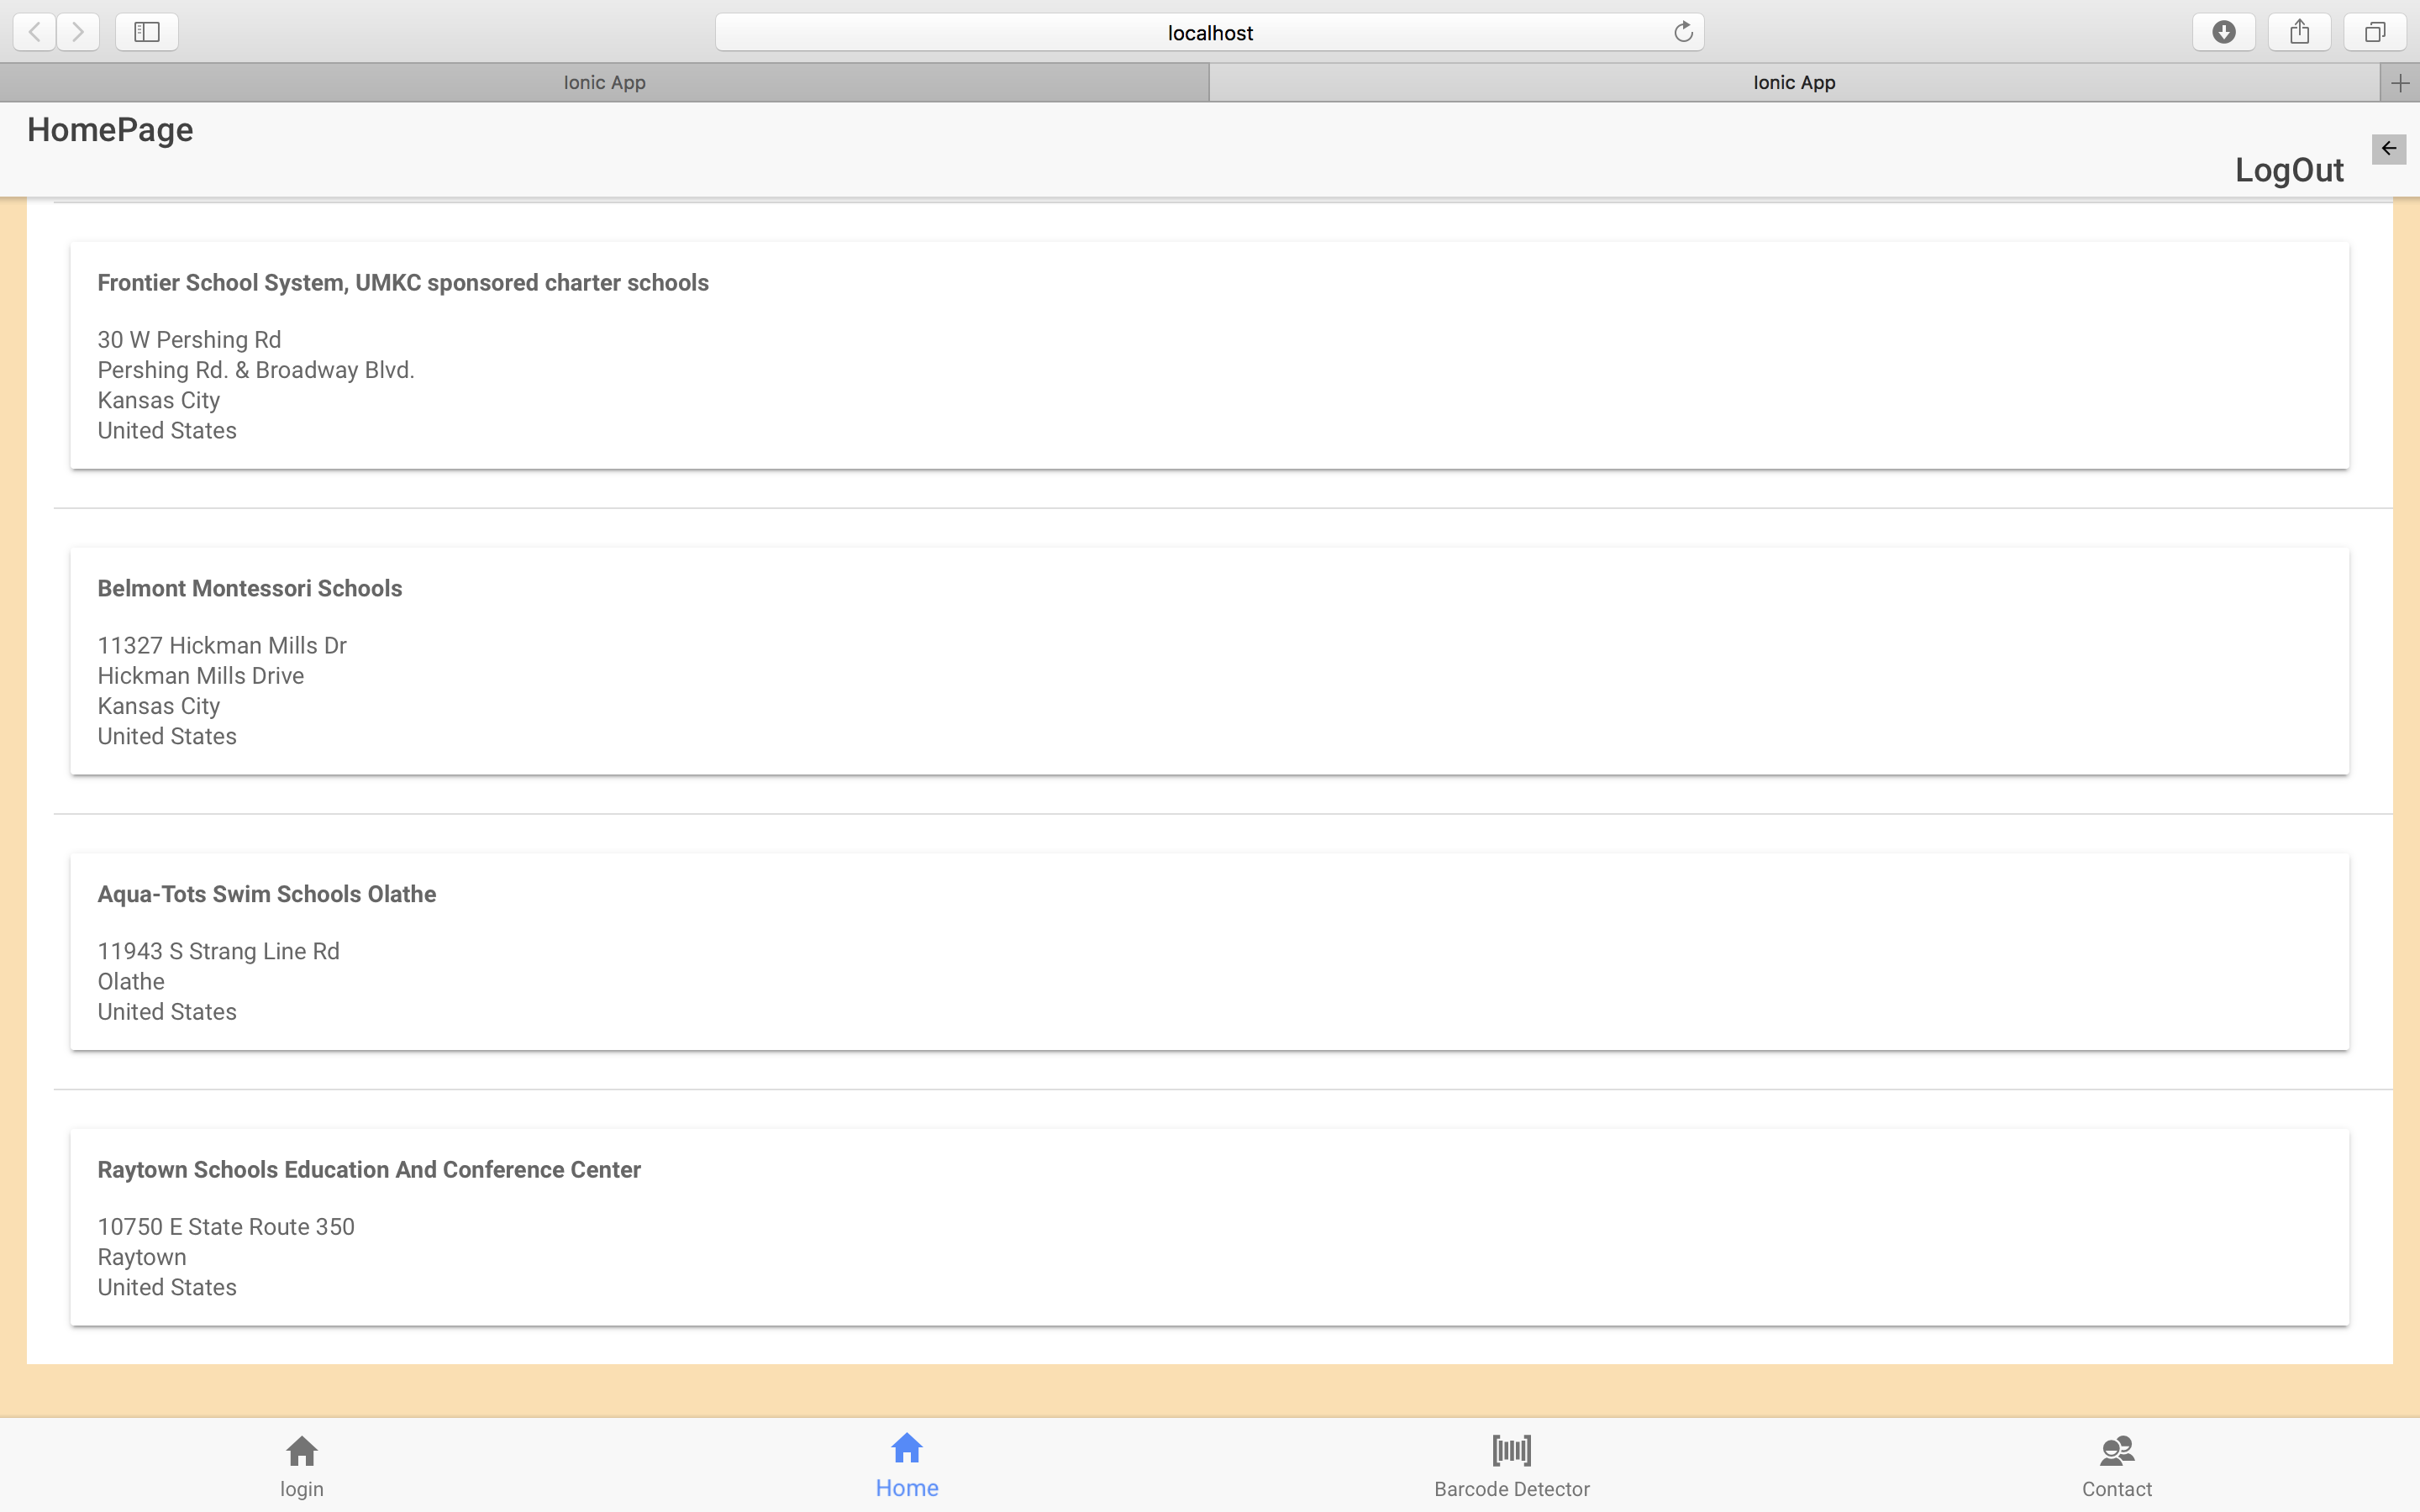 localhost
Ionic App
Ionic App
HomePage
LogOut
Frontier School System, UMKC sponsored charter schools
30 W Pershing Rd
Pershing Rd. & Broadway Blvd.
Kansas City
United States
Belmont Montessori Schools
11327 Hickman Mills Dr
Hickman Mills Drive
Kansas City
United States
Aqua-Tots Swim Schools Olathe
11943 S Strang Line Rd
Olathe
United States
Raytown Schools Education And Conference Center
10750 E State Route 350
Raytown
United States
login
Home
Barcode Detector
Contact